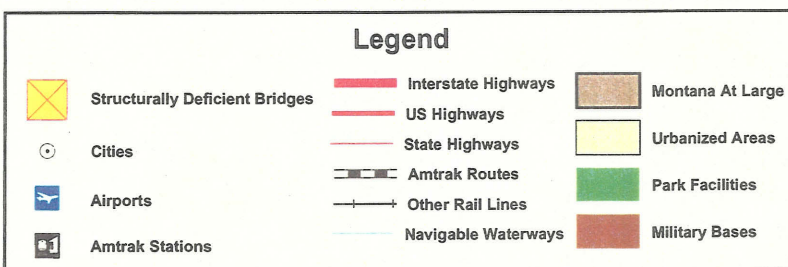 Legend
Structurally Deficient Bridges
Cities
Airports
Amtrak Stations
Interstate Highways
US Highways
State Highways
Amtrak Routes
Other Rail Lines
Navigable Waterways
Montana At Large
Urbanized Areas
Park Facilities
Military Bases